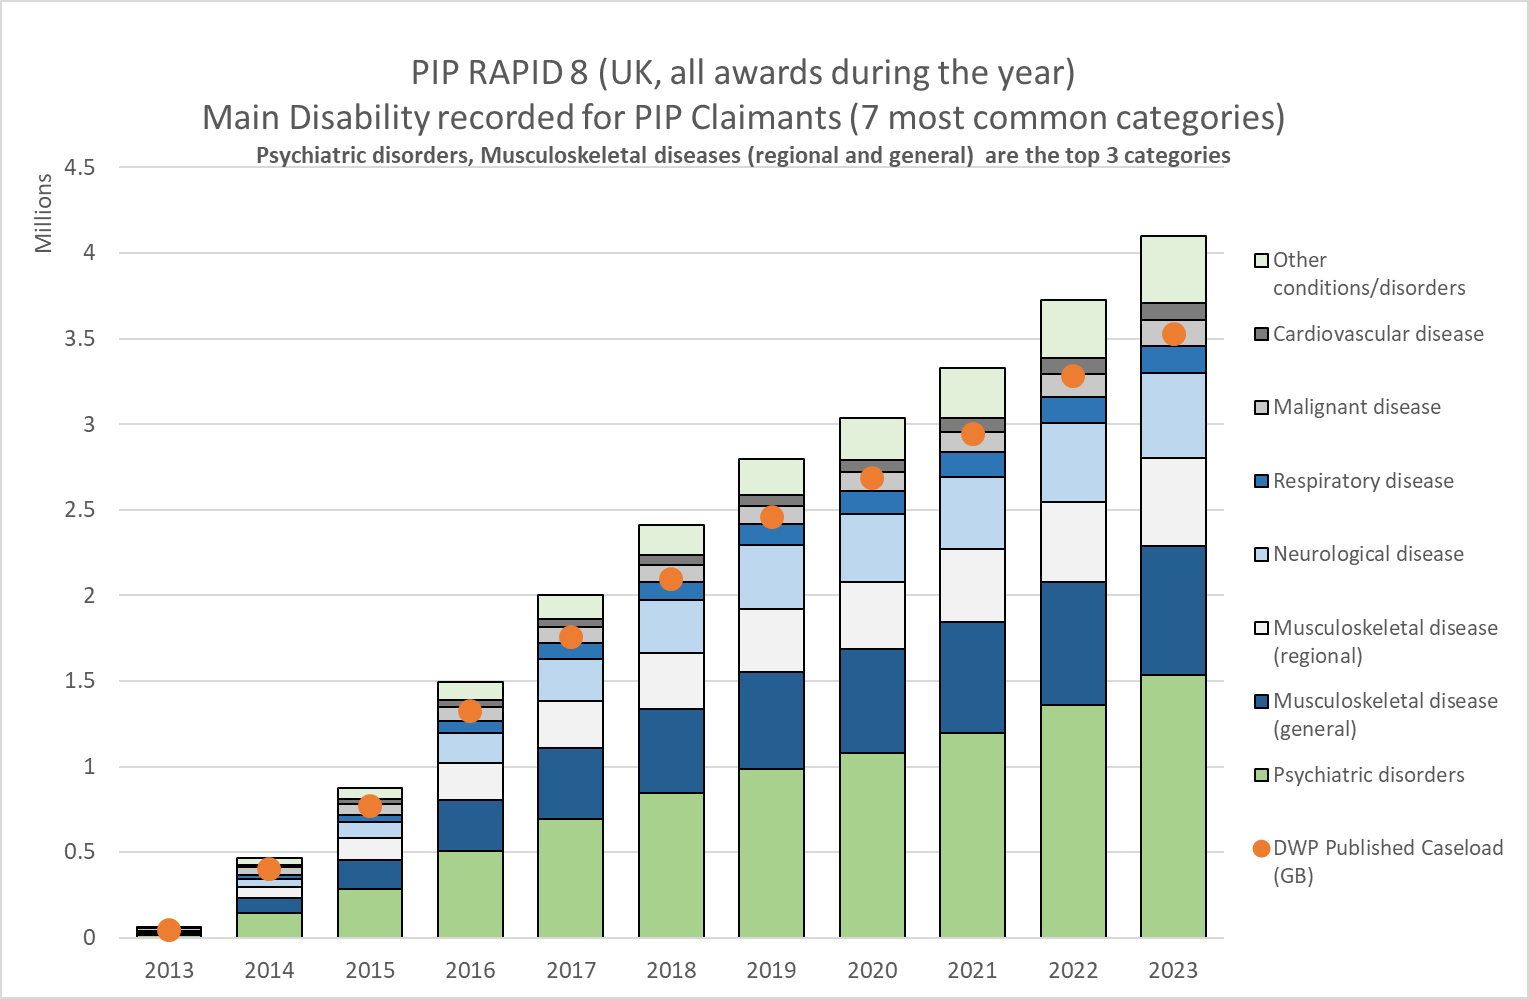 PIP RAPID 8 (UK, all awards during the year)
Main Disability recorded for PIP Claimants (7 most common categories)
Psychiatric disorders, Musculoskeletal diseases (regional and general)  are the top 3 categories
Millions
4.5
4
3.5
3
2.5
2
1.5
1
0.5
0
2013
2014
2015
2016
2017
2018
2019
2020
2021
2022
2023
Other
conditions/disorders
Cardiovascular disease
Malignant disease
Respiratory disease
Neurological disease
Musculoskeletal disease
(regional)
Musculoskeletal disease
(general)
Psychiatric disorders
DWP Published Caseload
(GB)